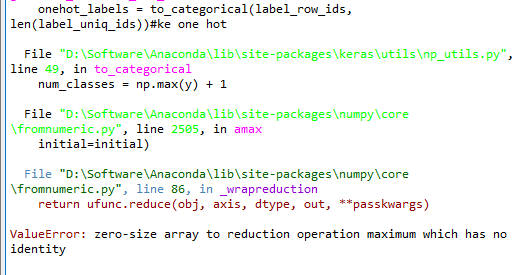 onehot_labels = to_categorical(label_row_ids,
len(label_uniq_ids))#ke one hot
File "D:\Software\Anaconda\lib\site-packages\keras\utils\np_utils.py",
line 49, in to_categorical
num_classes = np.max(y) + 1
File "D:\Software\Anaconda\lib\site-packages\numpy\core
\fromnumeric.py", line 2505, in amax
initial=initial)
File "D:\Software\Anaconda\lib\site-packages\numpy\core
\fromnumeric.py", line 86, in _wrapreduction
return ufunc.reduce(obj, axis, dtype, out, **passkwargs)
ValueError: zero-size array to reduction operation maximum which has no
identity